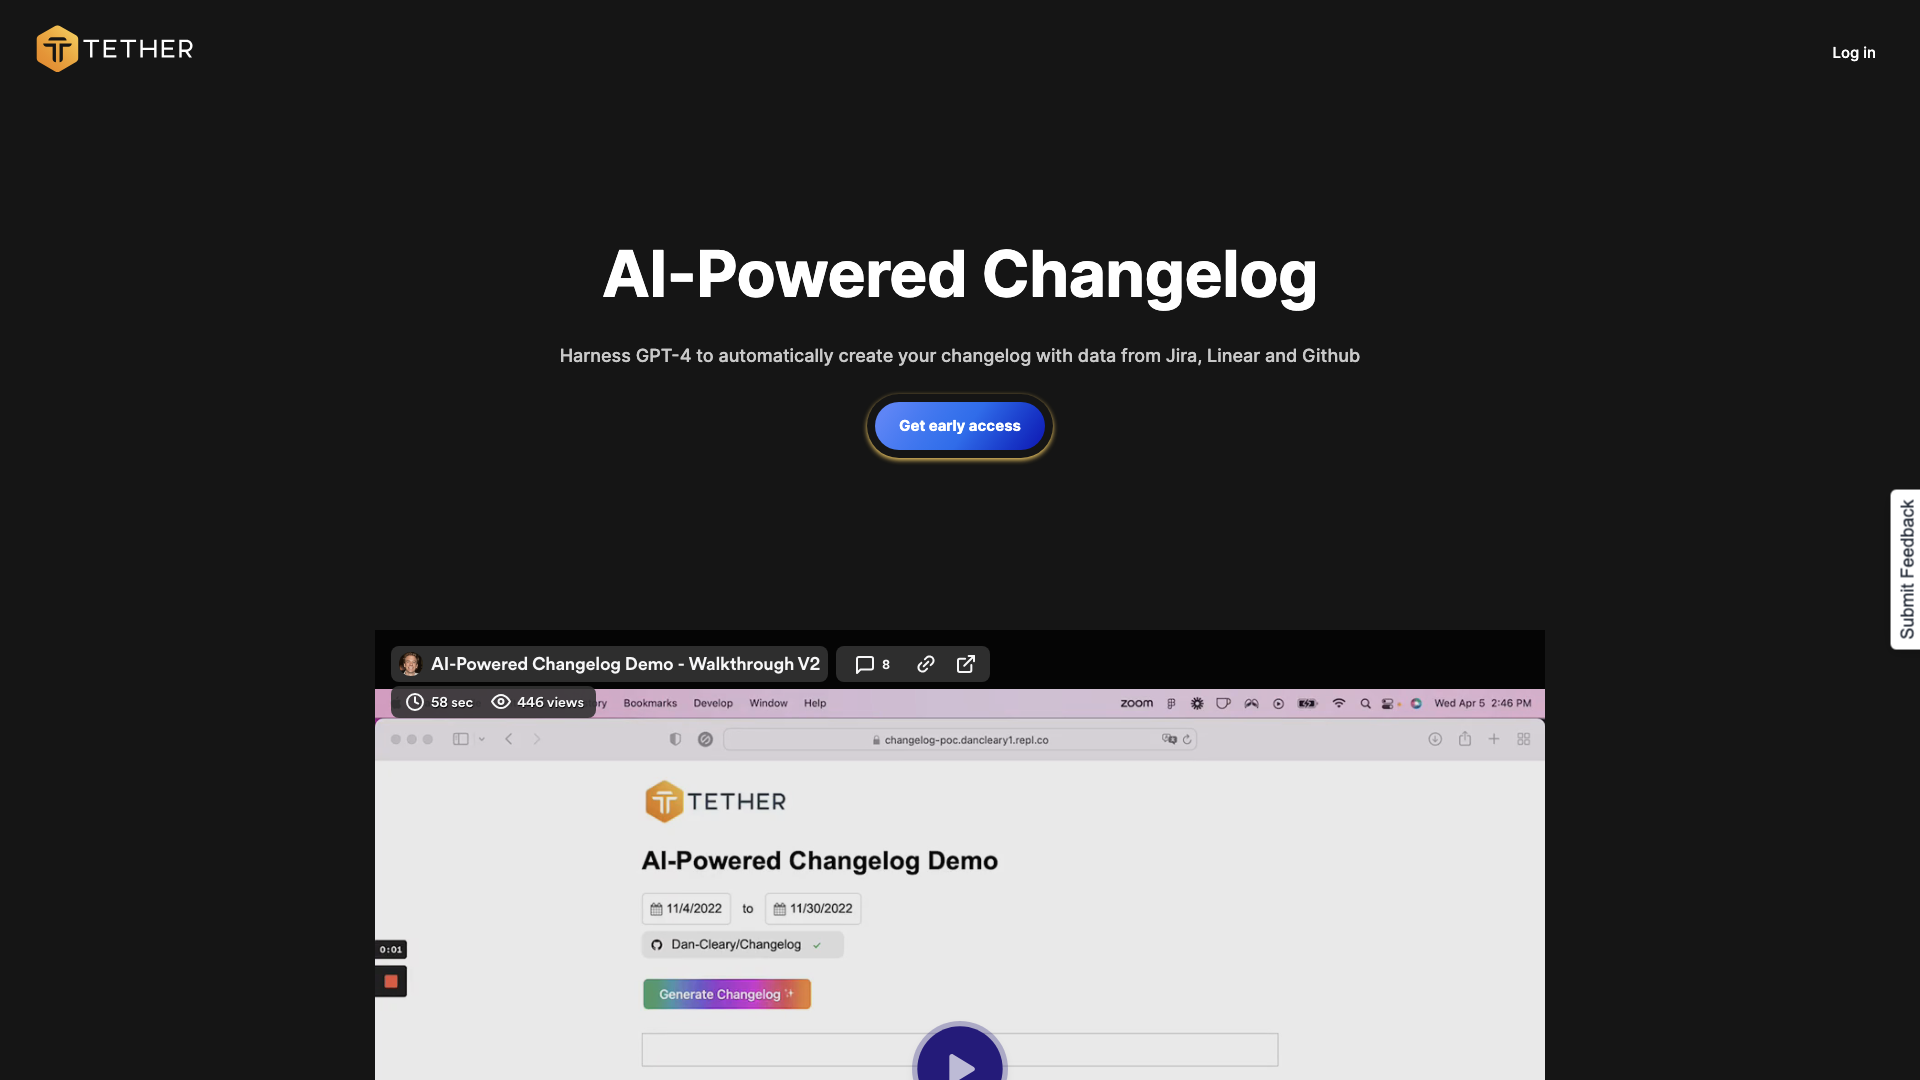 TETHER
Log in
AI-Powered Changelog
Harness GPT-4 to automatically create your changelog with data from Jira, Linear and Github
Get early access
Submit Feedback
AI-Powered Changelog Demo - Walkthrough V2
8
58 sec
446 views
Bookmarks
Develop
Window
Help
zoom
Wed Apr 5 2:46 PM
changelog-poc.dancleary1.repl.co
TETHER
AI-Powered Changelog Demo
11/4/2022 to 11/30/2022
Dan-Cleary/Changelog
0:01
Generate Changelog